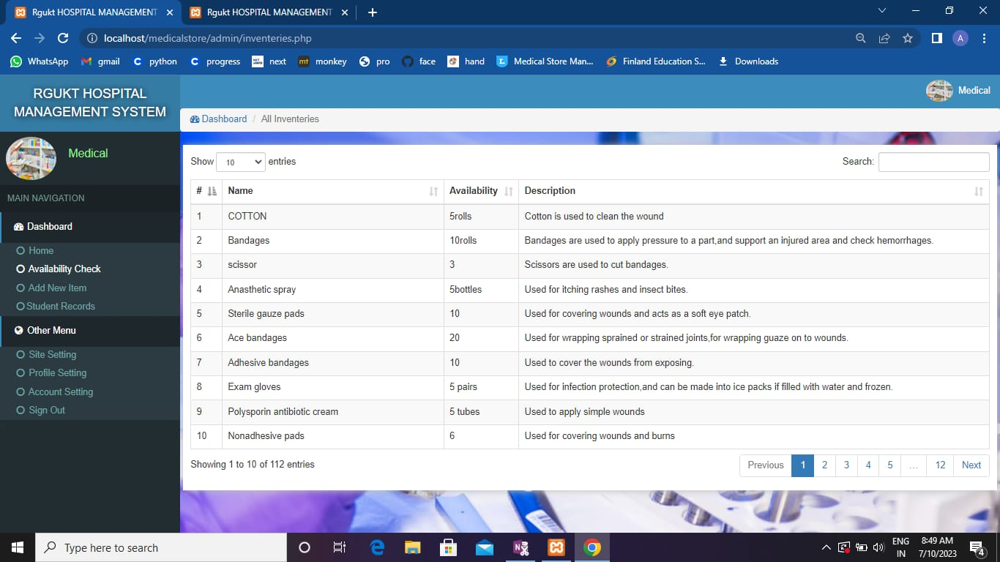 Rgukt HOSPITAL MANAGEMENT
Rgukt HOSPITAL MANAGEMENT
localhost/medicalstore/admin/inventeries.php
A
WhatsApp
gmail
python
progress
next
mt
monkey
pro
face
hand
Medical Store Man...
Finland Education S...
Downloads
RGUKT HOSPITAL
MANAGEMENT SYSTEM
Medical
Dashboard / All Inventeries
Medical
MAIN NAVIGATION
Dashboard
Home
Availability Check
Add New Item
Student Records
Other Menu
Site Setting
Profile Setting
Account Setting
Sign Out
Show 10 entries
Search:
# Name Availability Description
1 COTTON 5rolls Cotton is used to clean the wound
2 Bandages 10rolls Bandages are used to apply pressure to a part,and support an injured area and check hemorrhages.
3 scissor 3 Scissors are used to cut bandages.
4 Anasthetic spray 5bottles Used for itching rashes and insect bites.
5 Sterile gauze pads 10 Used for covering wounds and acts as a soft eye patch.
6 Ace bandages 20 Used for wrapping sprained or strained joints,for wrapping guaze on to wounds.
7 Adhesive bandages 10 Used to cover the wounds from exposing.
8 Exam gloves 5 pairs Used for infection protection,and can be made into ice packs if filled with water and frozen.
9 Polysporin antibiotic cream 5 tubes Used to apply simple wounds
10 Nonadhesive pads 6 Used for covering wounds and burns
Showing 1 to 10 of 112 entries
Previous 1 2 3 4 5 … 12 Next
Type here to search
ENG
IN
8:49 AM
7/10/2023
4